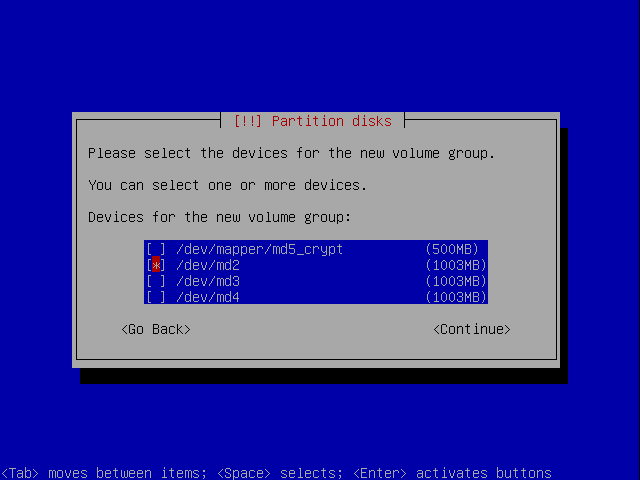 [!!] Partition disks
Please select the devices for the new volume group.
You can select one or more devices.
Devices for the new volume group:
[ ] /dev/mapper/md5_crypt (500MB)
[*] /dev/md2 (1003MB)
[ ] /dev/md3 (1003MB)
[ ] /dev/md4 (1003MB)
<Go Back> <Continue>
<Tab> moves between items; <Space> selects; <Enter> activates buttons